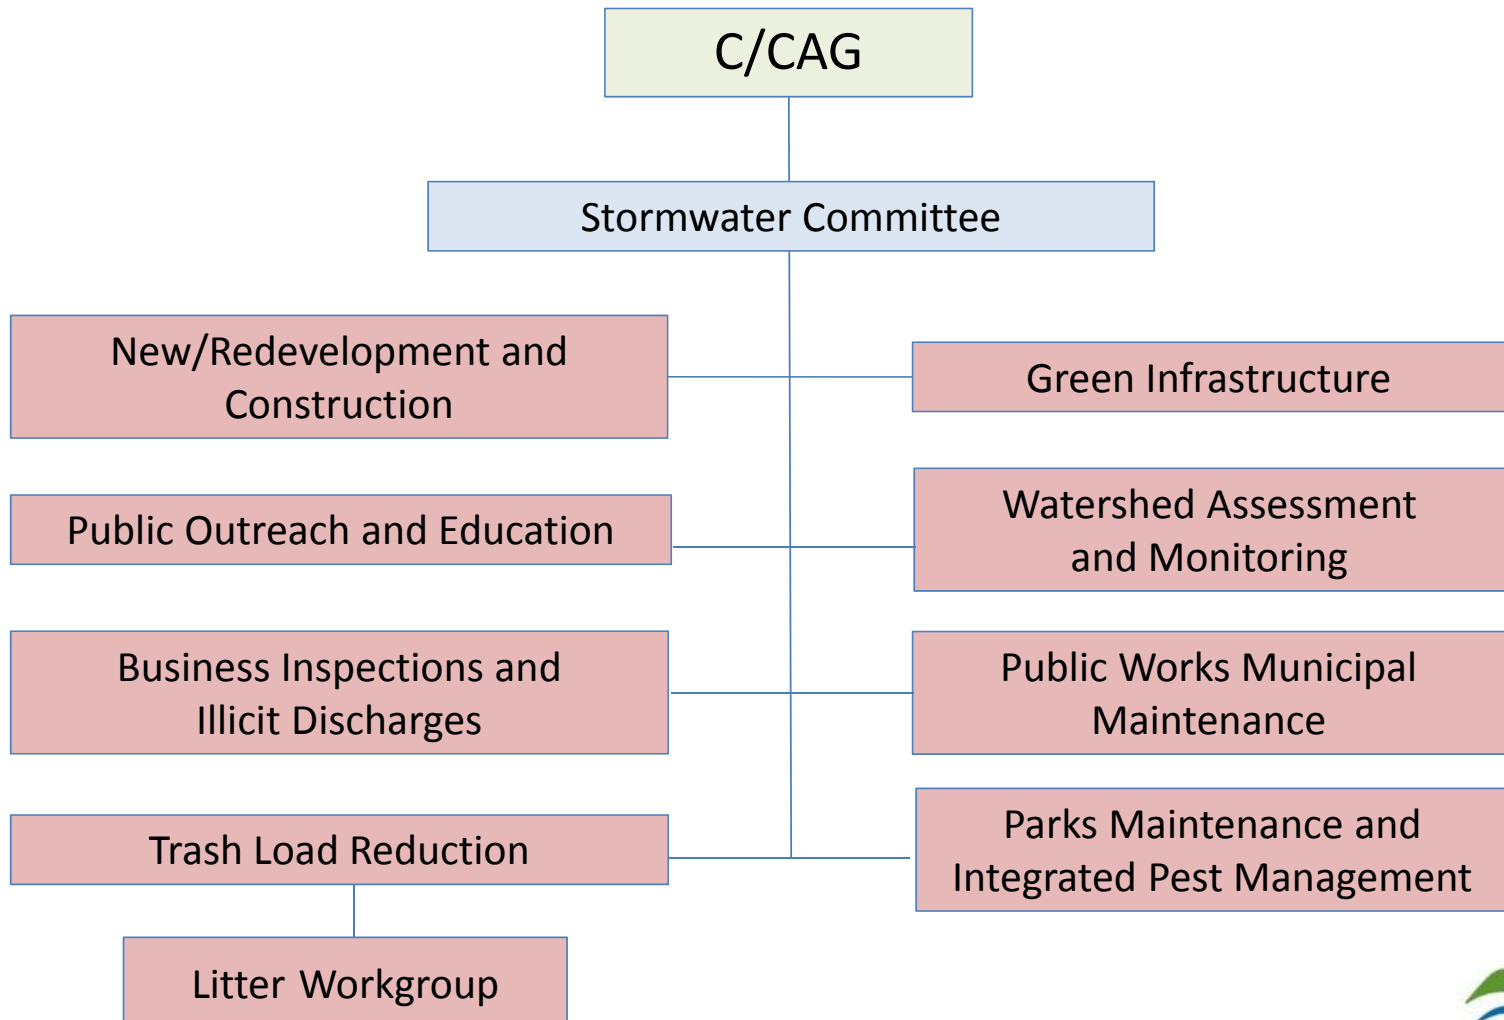 C/CAG
Stormwater Committee
New/Redevelopment and
Construction
Green Infrastructure
Public Outreach and Education
Watershed Assessment
and Monitoring
Business Inspections and
Illicit Discharges
Public Works Municipal
Maintenance
Trash Load Reduction
Parks Maintenance and
Integrated Pest Management
Litter Workgroup